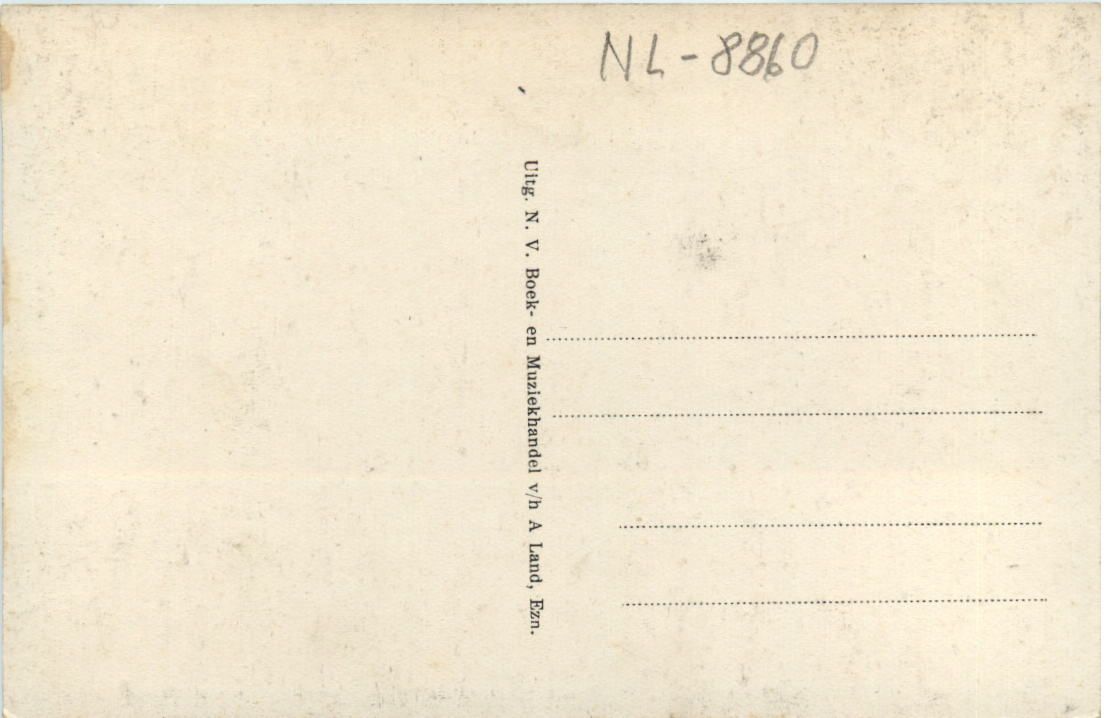 NL-8860
Uitg. N. V. Boek- en Muziekhandel v/h A Land, Ezn.